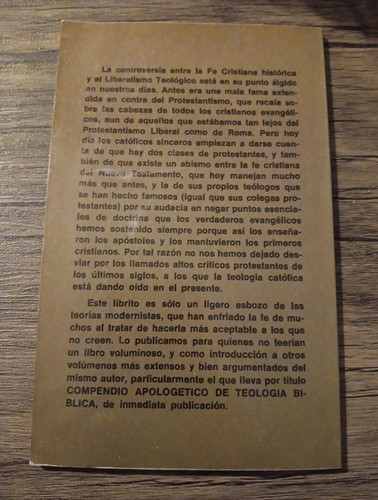 La controversia entre la Fe Cristiana histórica
y el Liberalismo Teológico está en su punto álgido
en nuestros días. Antes era una mala fama exten-
dida en contra del Protestantismo, que recaía so-
bre las cabezas de todos los cristianos evangéli-
cos, aun de aquellos que estábamos tan lejos del
Protestantismo Liberal como de Roma. Pero hoy
día los católicos sinceros empiezan a darse cuen-
ta de que hay dos clases de protestantes, y tam-
bién de que existe un abismo entre la fe cristiana
del Nuevo Testamento, que hoy manejan mucho
más que antes, y la de sus propios teólogos que
se han hecho famosos (igual que sus colegas pro-
testantes) por su audacia en negar puntos esencia-
les de doctrina que los verdaderos evangélicos
hemos sostenido siempre porque así los enseña-
ron los apóstoles y los mantuvieron los primeros
cristianos. Por tal razón no nos hemos dejado des-
viar por los llamados altos críticos protestantes de
los últimos siglos, a los que la teología católica
está dando oído en el presente.
Este librito es sólo un ligero esbozo de las
teorías modernistas, que han enfriado la fe de mu-
chos al tratar de hacerla más aceptable a los que
no creen. Lo publicamos para quienes no leerían
un libro voluminoso, y como introducción a otros
volúmenes más extensos y bien argumentados del
mismo autor, particularmente el que lleva por título
COMPENDIO APOLOGETICO DE TEOLOGIA BI-
BLICA, de inmediata publicación.